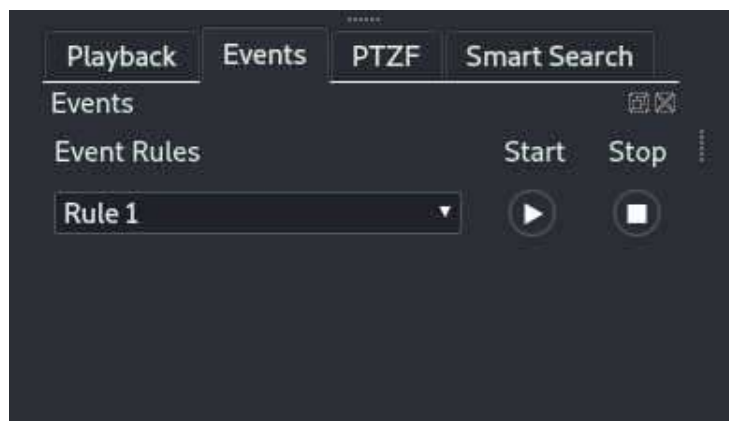 Playback Events PTZF Smart Search
Events
Event Rules Start Stop
Rule 1